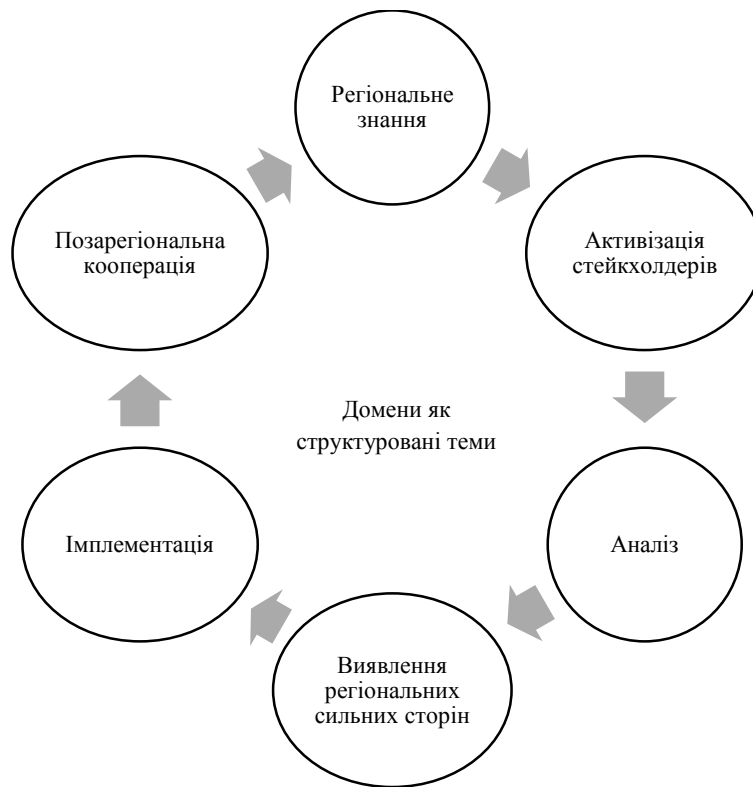 Регіональне
знання
Активізація
стейкхолдерів
Аналіз
Виявлення
регіональних
сильних сторін
Імплементація
Позарегіональна
кооперація
Домени як
структуровані теми